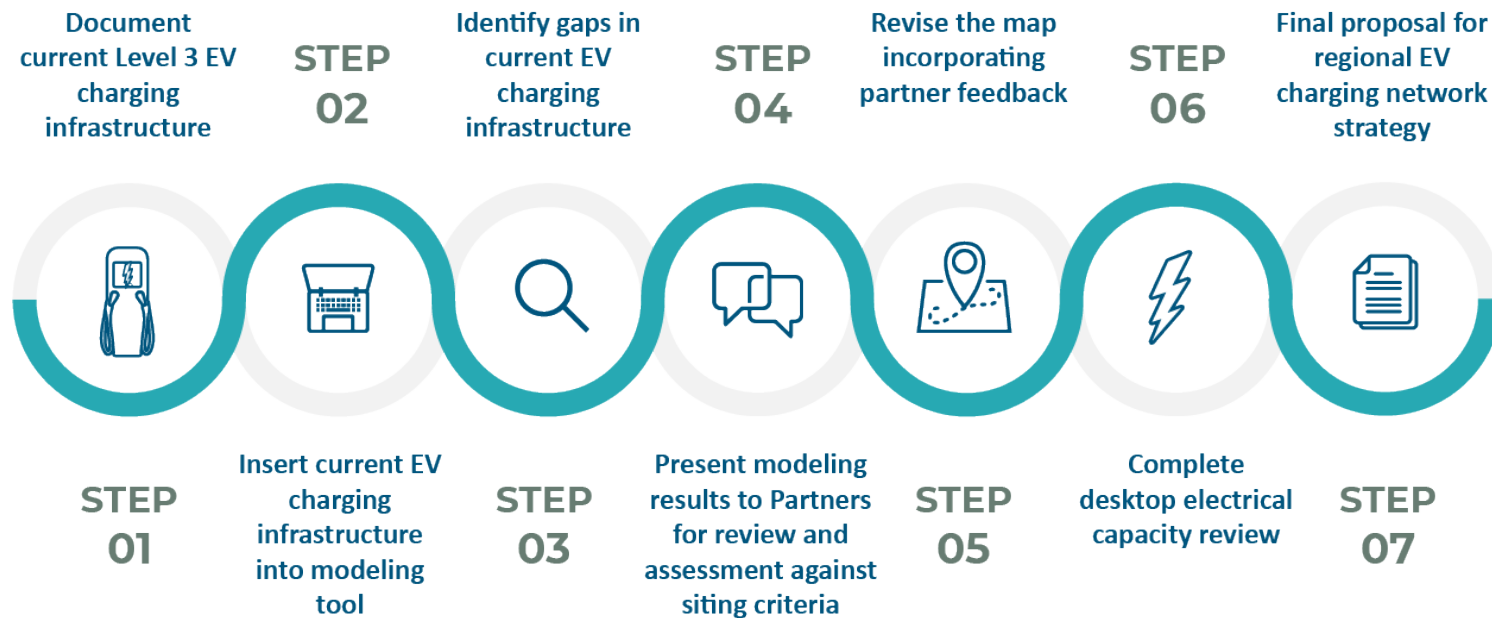 Document
current Level 3 EV
charging
infrastructure
STEP
01
STEP
02
Insert current EV
charging
infrastructure
into modeling
tool
Identify gaps in
current EV
charging
infrastructure
STEP
03
STEP
04
Present modeling
results to Partners
for review and
assessment against
siting criteria
Revise the map
incorporating
partner feedback
STEP
05
STEP
06
Complete
desktop electrical
capacity review
Final proposal for
regional EV
charging network
strategy
STEP
07